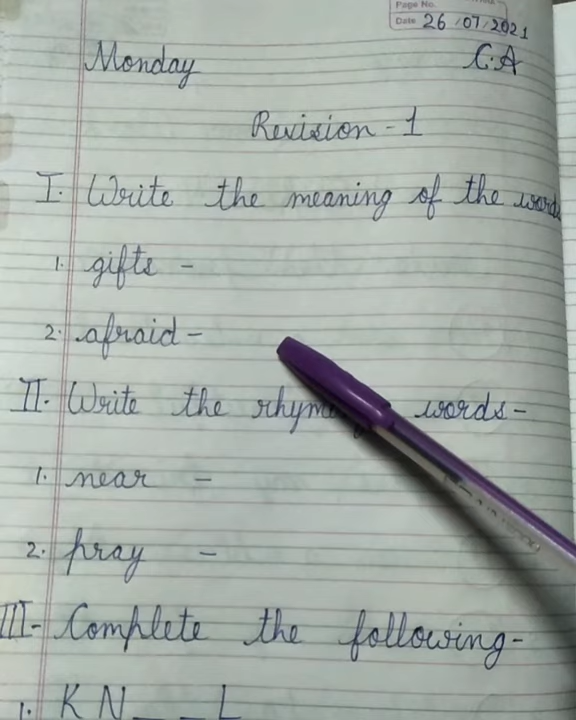 Page No.
Date 26/07/2021
Monday C.A
Revision - 1
I. Write the meaning of the words
1. gifts -
2. afraid -
II. Write the words -
1. near -
2. pray -
III- Complete the following -
1. K N _ _ L